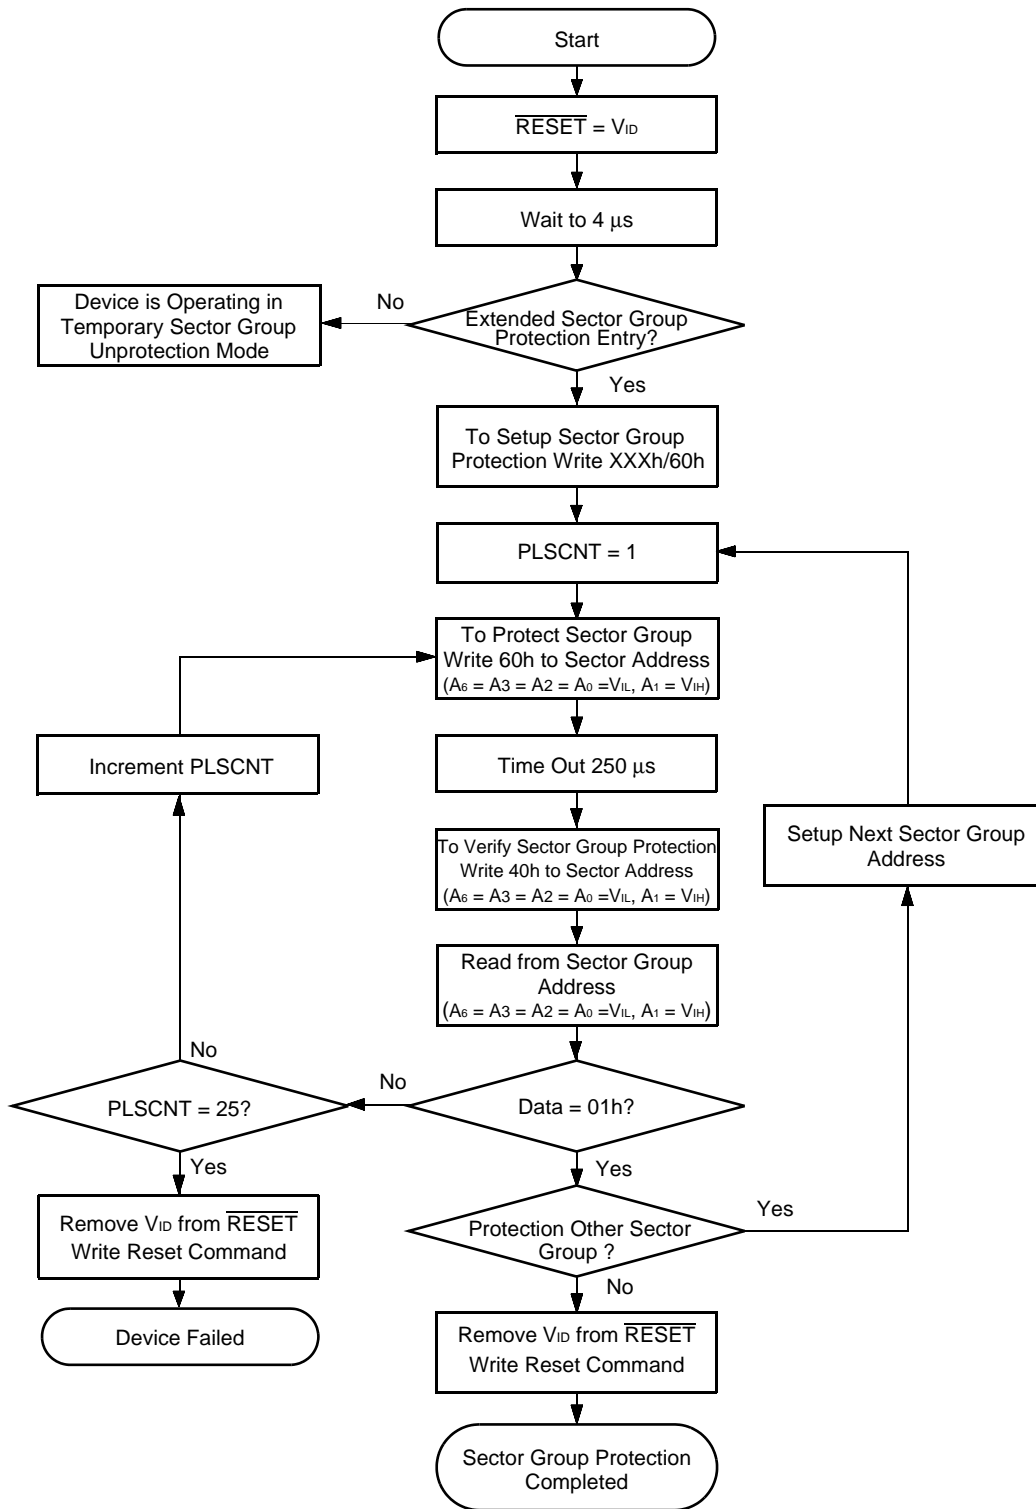 Start
RESET = VID
Wait to 4 μs
Device is Operating in
Temporary Sector Group
Unprotection Mode
No
Extended Sector Group
Protection Entry?
Yes
To Setup Sector Group
Protection Write XXXh/60h
PLSCNT = 1
To Protect Sector Group
Write 60h to Sector Address
(A6 = A3 = A2 = A0 =VIL, A1 = VIH)
Increment PLSCNT
Time Out 250 μs
Setup Next Sector Group
Address
To Verify Sector Group Protection
Write 40h to Sector Address
(A6 = A3 = A2 = A0 =VIL, A1 = VIH)
Read from Sector Group
Address
(A6 = A3 = A2 = A0 =VIL, A1 = VIH)
No
PLSCNT = 25?
No
Data = 01h?
Yes
Yes
Remove VID from RESET
Write Reset Command
Protection Other Sector
Group ?
Yes
No
Device Failed
Remove VID from RESET
Write Reset Command
Sector Group Protection
Completed